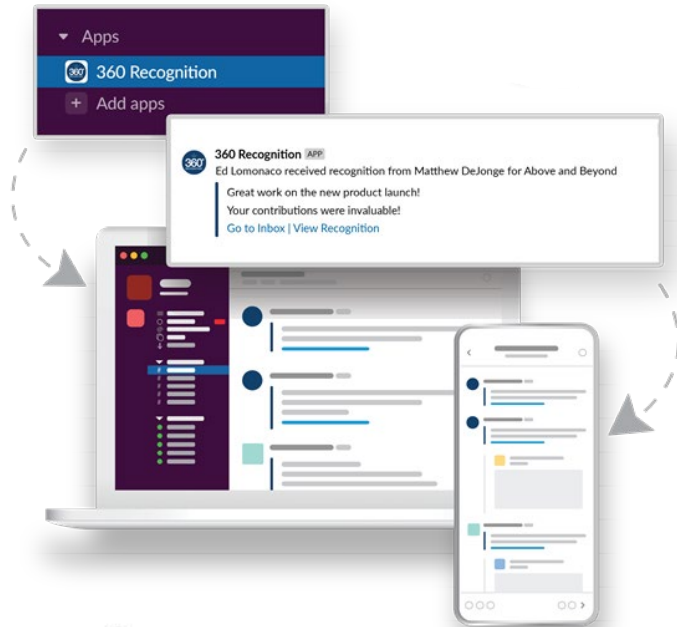 Apps
360 Recognition
+ Add apps
360°
360 Recognition APP
Ed Lomonaco received recognition from Matthew DeJonge for Above and Beyond
Great work on the new product launch!
Your contributions were invaluable!
Go to Inbox | View Recognition